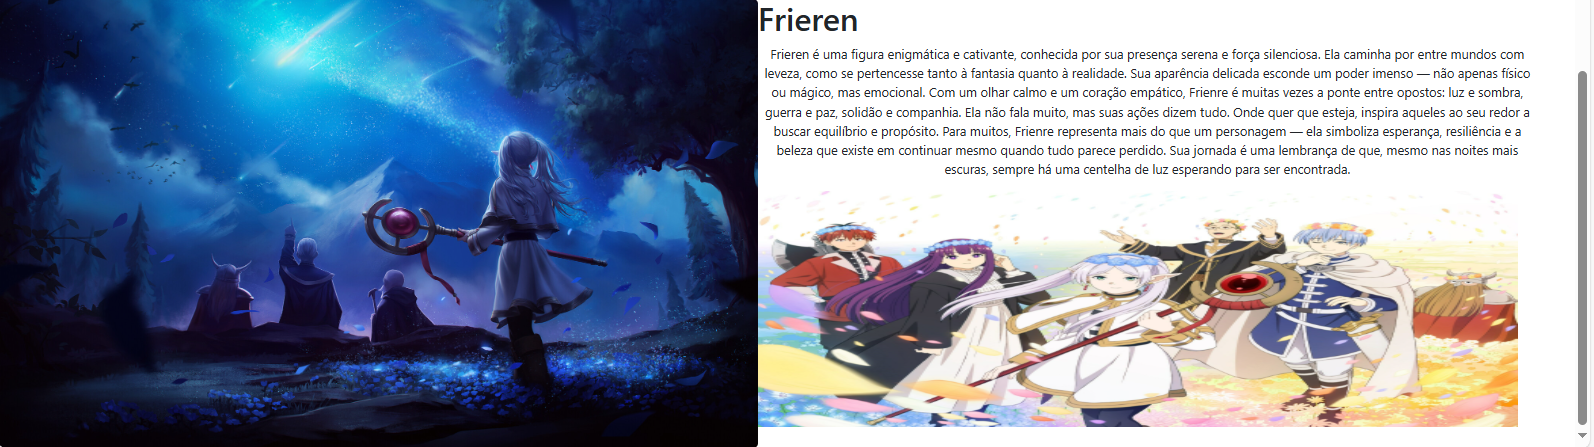 Frieren
Frieren é uma figura enigmática e cativante, conhecida por sua presença serena e força silenciosa. Ela caminha por entre mundos com
leveza, como se pertencesse tanto à fantasia quanto à realidade. Sua aparência delicada esconde um poder imenso — não apenas físico
ou mágico, mas emocional. Com um olhar calmo e um coração empático, Frienre é muitas vezes a ponte entre opostos: luz e sombra,
guerra e paz, solidão e companhia. Ela não fala muito, mas suas ações dizem tudo. Onde quer que esteja, inspira aqueles ao seu redor a
buscar equilíbrio e propósito. Para muitos, Frienre representa mais do que um personagem — ela simboliza esperança, resiliência e a
beleza que existe em continuar mesmo quando tudo parece perdido. Sua jornada é uma lembrança de que, mesmo nas noites mais
escuras, sempre há uma centelha de luz esperando para ser encontrada.